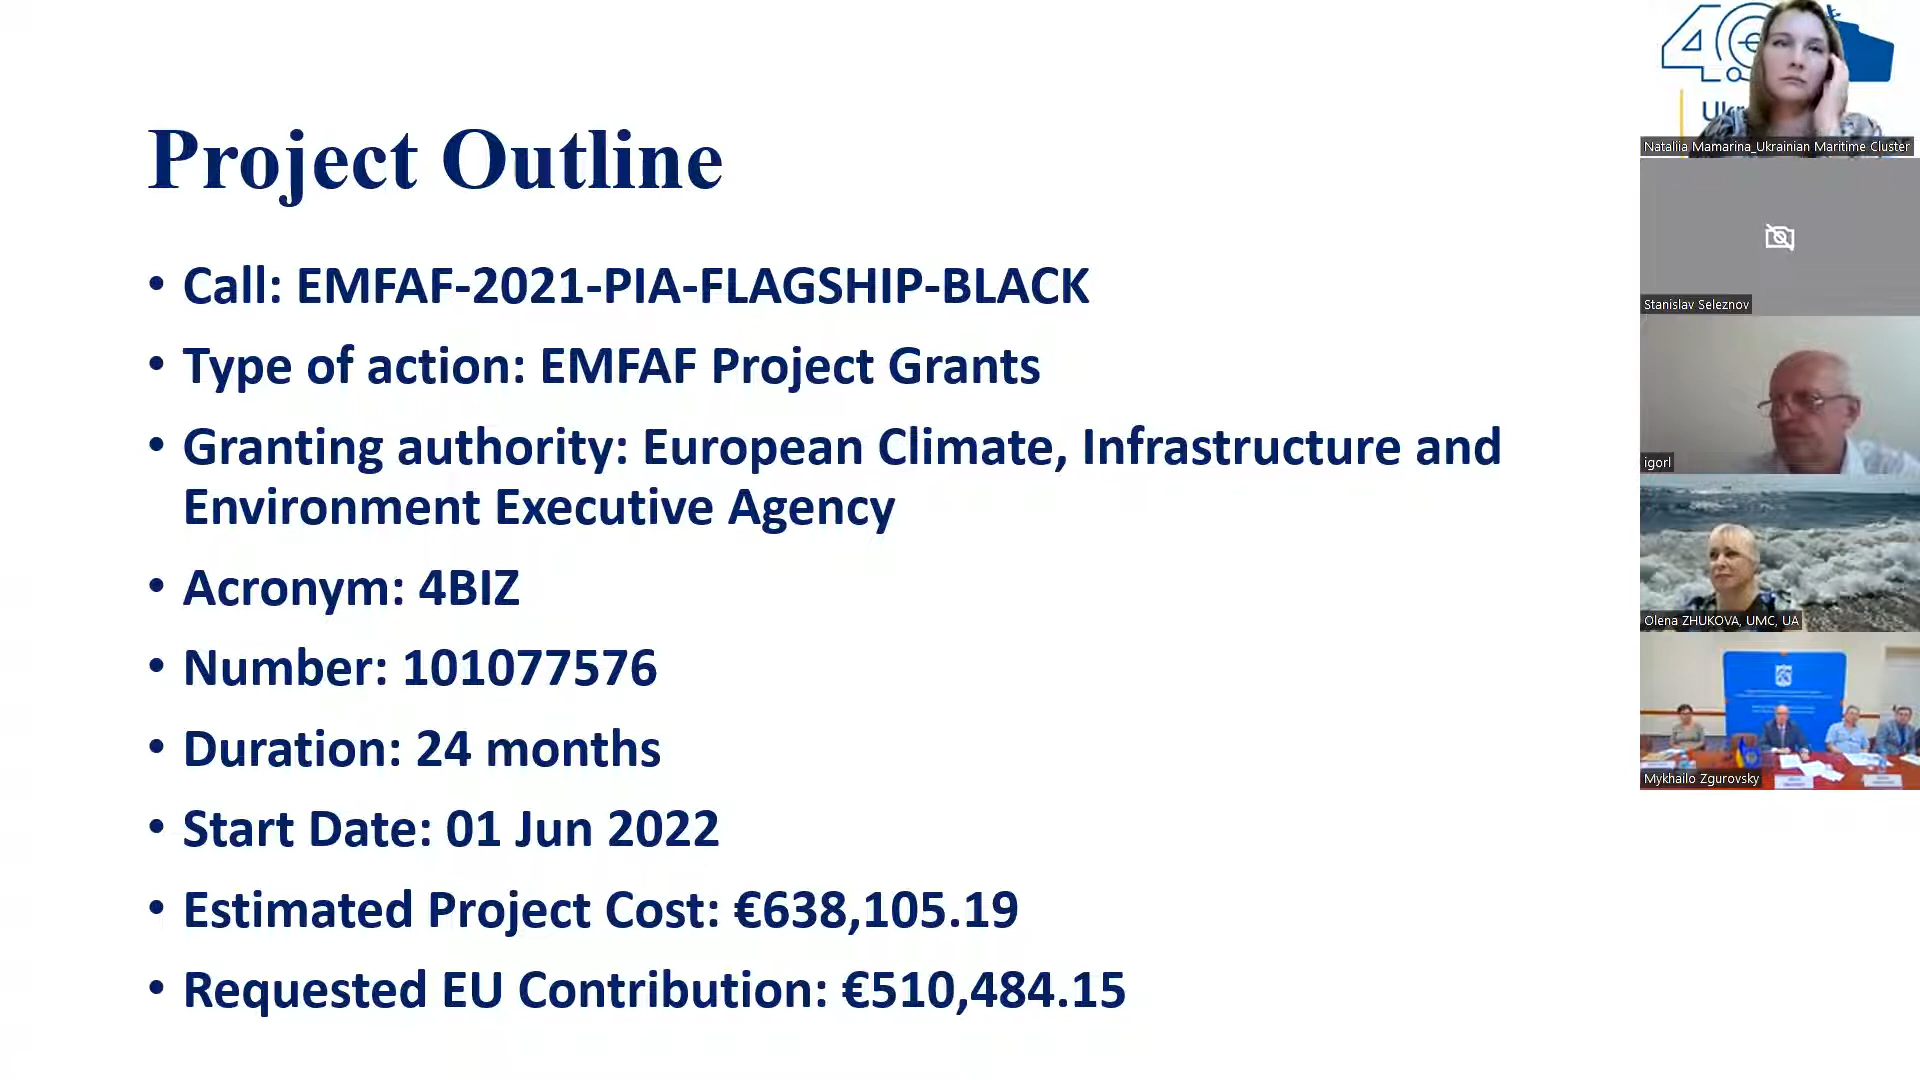 Project Outline
• Call: EMFAF-2021-PIA-FLAGSHIP-BLACK
• Type of action: EMFAF Project Grants
• Granting authority: European Climate, Infrastructure and
Environment Executive Agency
• Acronym: 4BIZ
• Number: 101077576
• Duration: 24 months
• Start Date: 01 Jun 2022
• Estimated Project Cost: €638,105.19
• Requested EU Contribution: €510,484.15
Nataliia Mamarina_Ukrainian Maritime Cluster
Stanislav Seleznov
igorl
Olena ZHUKOVA, UMC, UA
Mykhailo Zgurovsky